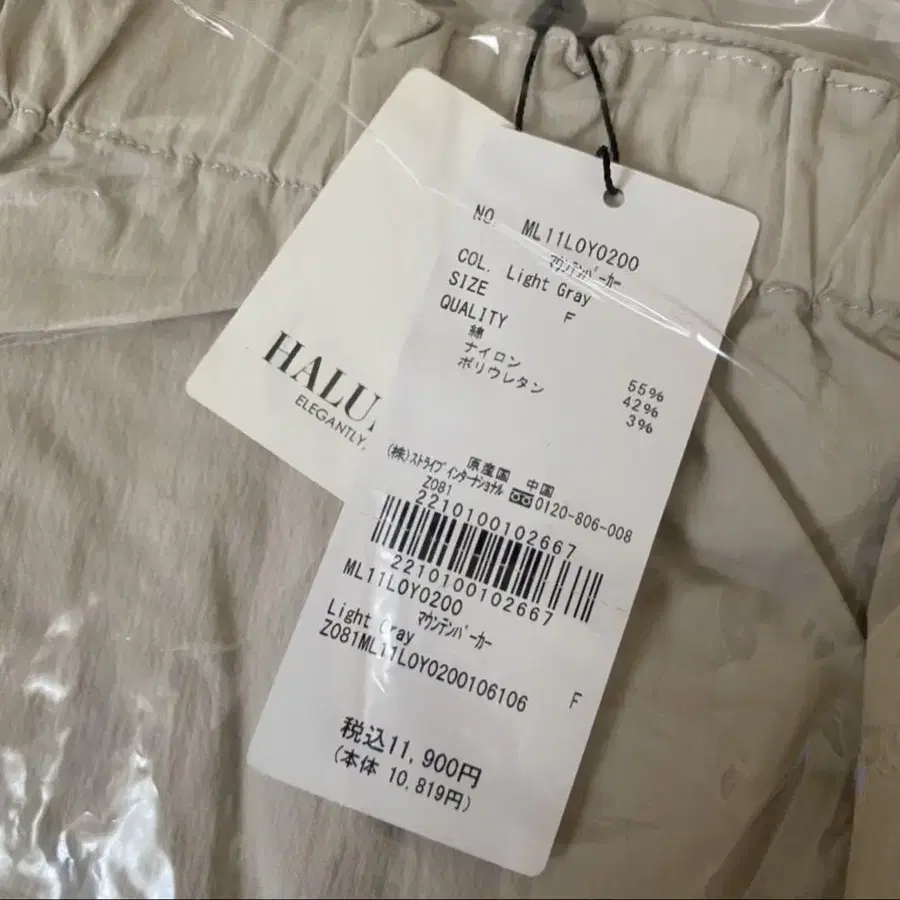 HALU
ELEGANTLY.
NO. ML11LOY0200
マウンテンパーカー
COL. Light Gray
SIZE F
QUALITY
綿 55%
ナイロン 42%
ポリウレタン 3%
原産国 中国
(株)ストライプインターナショナル
Z081 0120-806-008
2210100102667
2210100102667
ML11LOY0200
マウンテンパーカー
Light Gray
Z081ML11LOY0200106106 F
税込11,900円
(本体 10,819円)